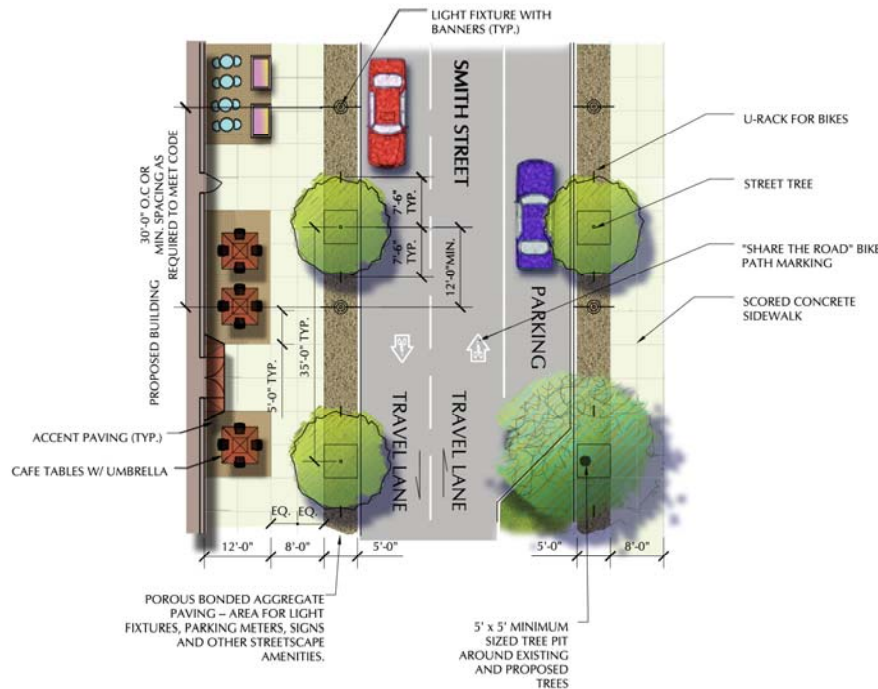 LIGHT FIXTURE WITH
BANNERS (TYP.)
SMITH STREET
U-RACK FOR BIKES
STREET TREE
"SHARE THE ROAD" BIKE
PATH MARKING
SCORED CONCRETE
SIDEWALK
30'-0" O.C OR
MIN. SPACING AS
REQUIRED TO MEET CODE
7'-6"
TYP.
7'-6"
TYP.
12'-0"MIN.
PARKING
PROPOSED BUILDING
35'-0" TYP.
5'-0" TYP.
TRAVEL LANE
TRAVEL LANE
ACCENT PAVING (TYP.)
CAFE TABLES W/ UMBRELLA
EQ. EQ.
12'-0"
8'-0"
5'-0"
5'-0"
8'-0"
POROUS BONDED AGGREGATE
PAVING – AREA FOR LIGHT
FIXTURES, PARKING METERS, SIGNS
AND OTHER STREETSCAPE
AMENITIES.
5' x 5' MINIMUM
SIZED TREE PIT
AROUND EXISTING
AND PROPOSED
TREES